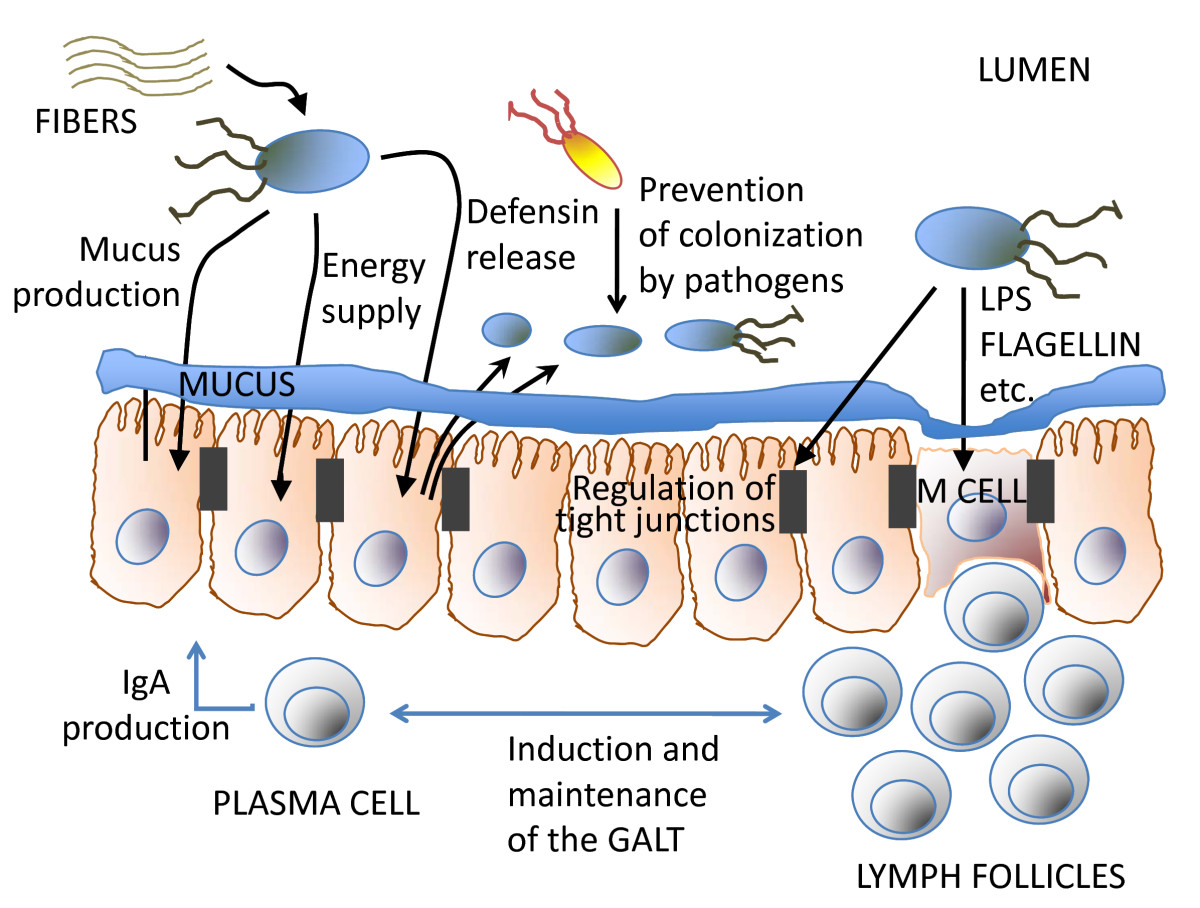 LUMEN
FIBERS
Mucus
production
Energy
supply
Defensin
release
Prevention
of colonization
by pathogens
LPS
FLAGELLIN
etc.
MUCUS
Regulation of
tight junctions
M CELL
IgA
production
PLASMA CELL
Induction and
maintenance
of the GALT
LYMPH FOLLICLES